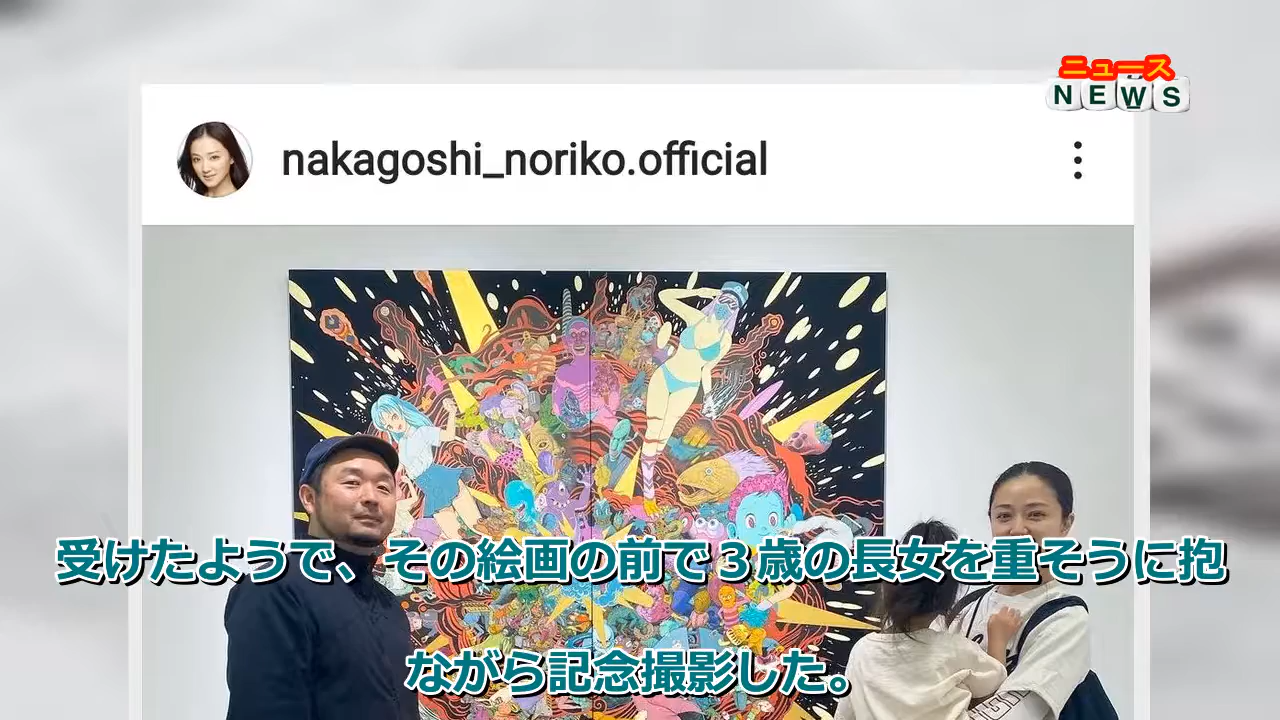 ニュース
NEWS
nakagoshi_noriko.official
受けたようで、その絵画の前で３歳の長女を重そうに抱
ながら記念撮影した。